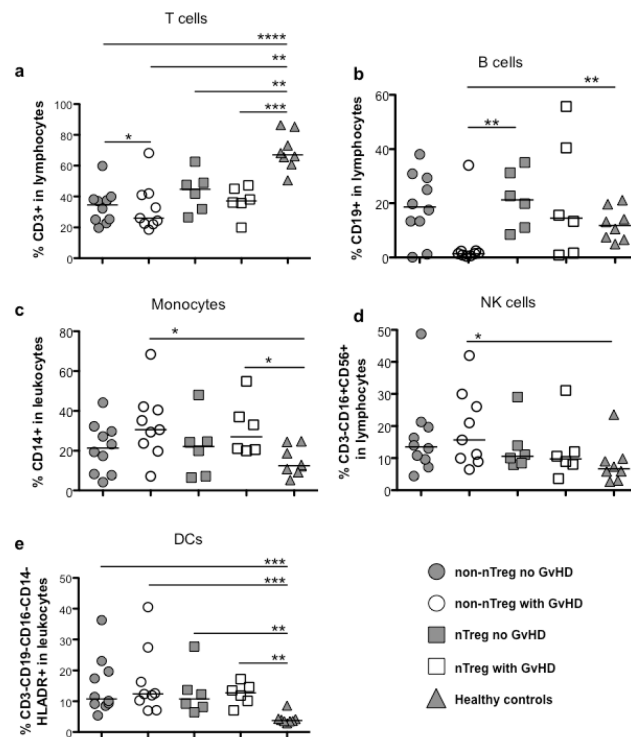 T cells
****
**
**
***
*
a
% CD3+ in lymphocytes
100
80
60
40
20
0
B cells
**
**
b
% CD19+ in lymphocytes
60
40
20
0
Monocytes
*
*
c
% CD14+ in leukocytes
80
60
40
20
0
NK cells
*
d
% CD3-CD16+CD56+
in lymphocytes
50
40
30
20
10
0
DCs
***
***
**
**
e
% CD3-CD19-CD16-CD14-
HLADR+ in leukocytes
50
40
30
20
10
0
non-nTreg no GvHD
non-nTreg with GvHD
nTreg no GvHD
nTreg with GvHD
Healthy controls